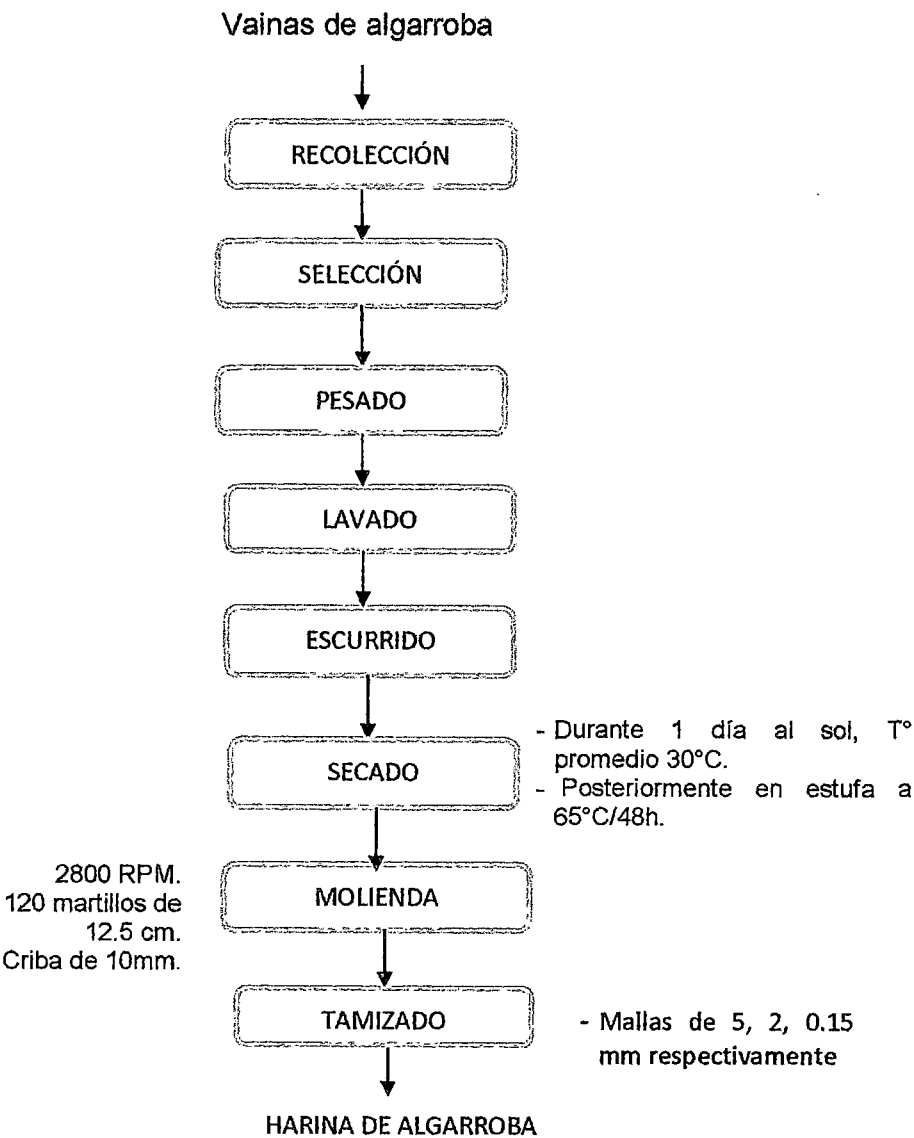 Vainas de algarroba
RECOLECCIÓN
SELECCIÓN
PESADO
LAVADO
ESCURRIDO
SECADO
- Durante 1 día al sol, T°
promedio 30°C.
- Posteriormente en estufa a
65°C/48h.
2800 RPM.
120 martillos de
12.5 cm.
Criba de 10mm.
MOLIENDA
TAMIZADO
- Mallas de 5, 2, 0.15
mm respectivamente
HARINA DE ALGARROBA